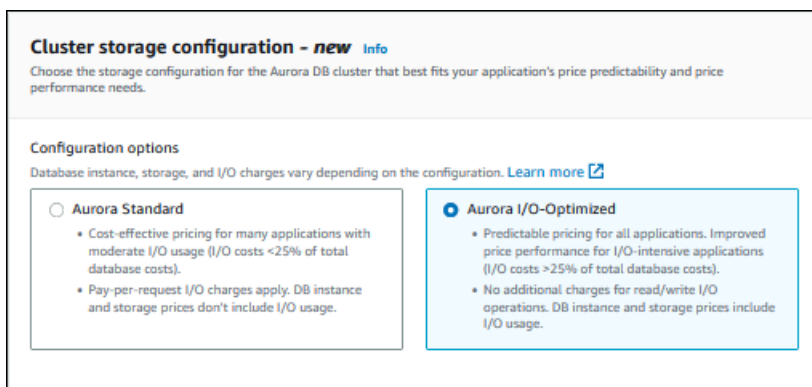 Cluster storage configuration - new Info
Choose the storage configuration for the Aurora DB cluster that best fits your application's price predictability and price
performance needs.
Configuration options
Database instance, storage, and I/O charges vary depending on the configuration. Learn more
Aurora Standard
• Cost-effective pricing for many applications with
moderate I/O usage (I/O costs <25% of total
database costs).
• Pay-per-request I/O charges apply. DB instance
and storage prices don't include I/O usage.
Aurora I/O-Optimized
• Predictable pricing for all applications. Improved
price performance for I/O-intensive applications
(I/O costs >25% of total database costs).
• No additional charges for read/write I/O
operations. DB instance and storage prices include
I/O usage.